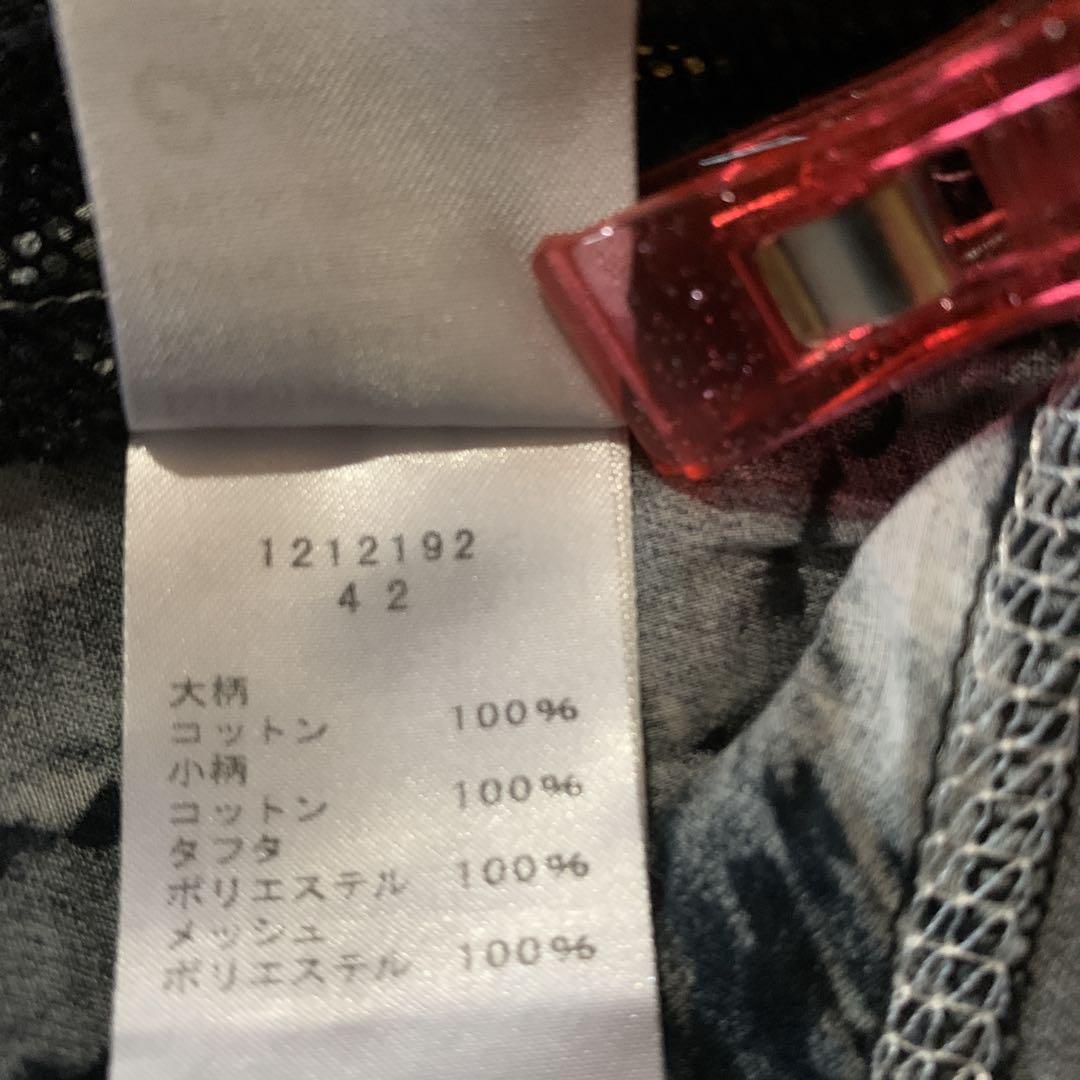 1212192
42
大柄
コットン 100%
小柄
コットン 100%
タフタ
ポリエステル 100%
メッシュ
ポリエステル 100%